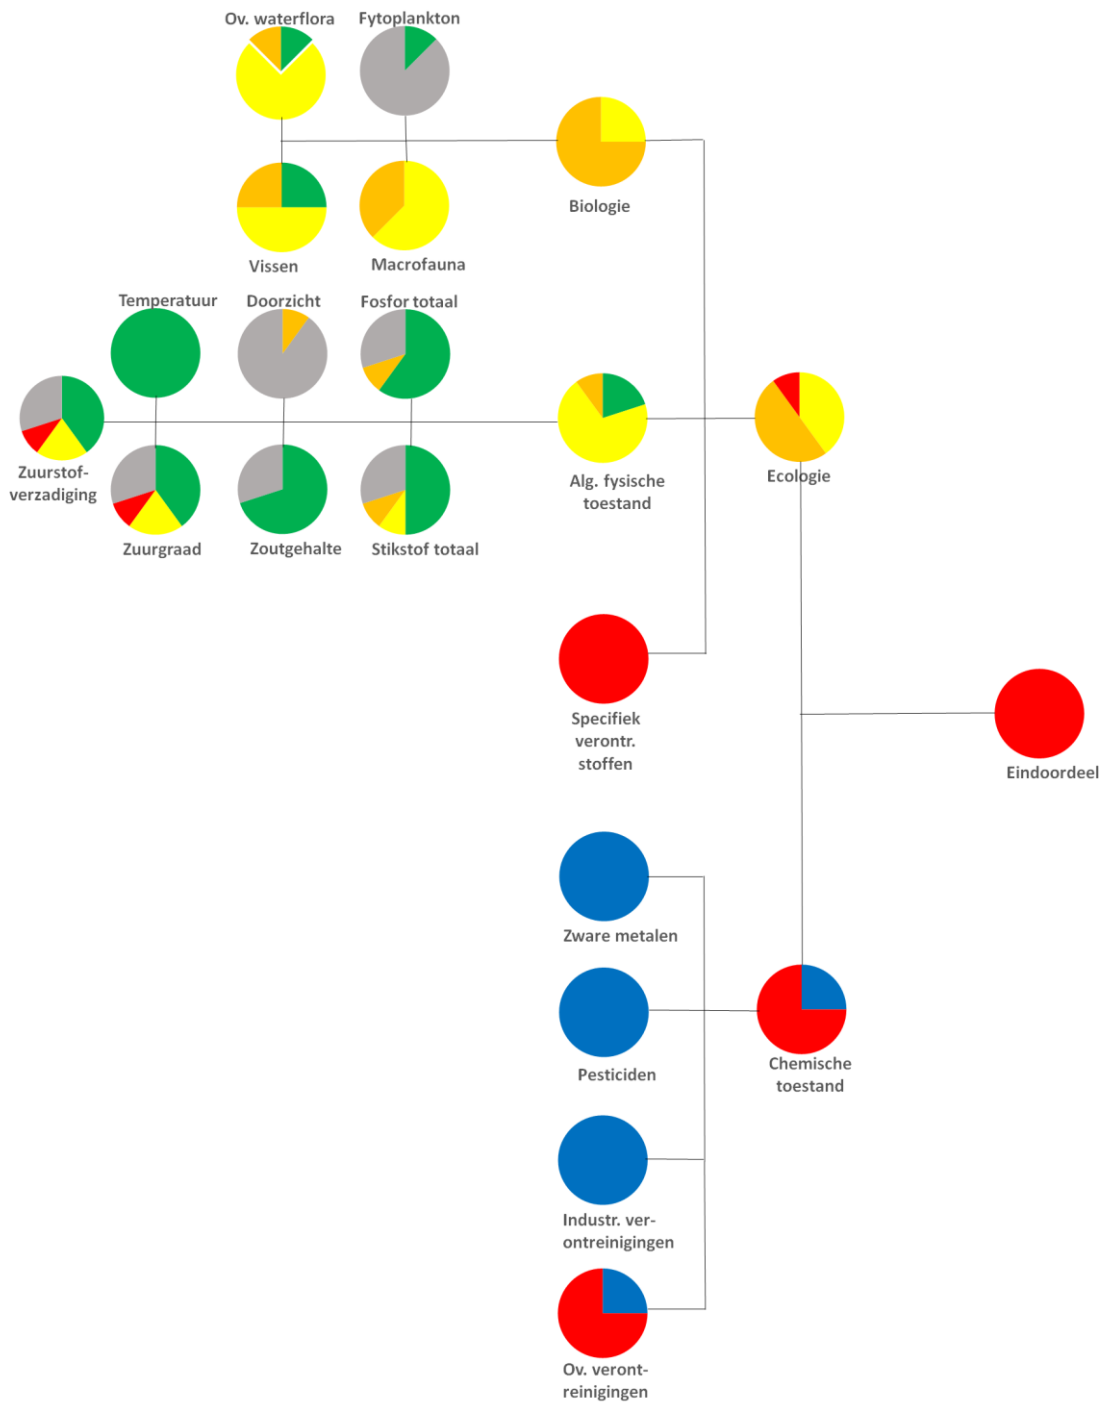 Ov. waterflora
Fytoplankton
Biologie
Vissen
Macrofauna
Temperatuur
Doorzicht
Fosfor totaal
Zuurstof-
verzadiging
Alg. fysische
toestand
Ecologie
Zuurgraad
Zoutgehalte
Stikstof totaal
Specifiek
verontr.
stoffen
Eindoordeel
Zware metalen
Pesticiden
Chemische
toestand
Industr. ver-
ontreinigingen
Ov. veront-
reinigingen